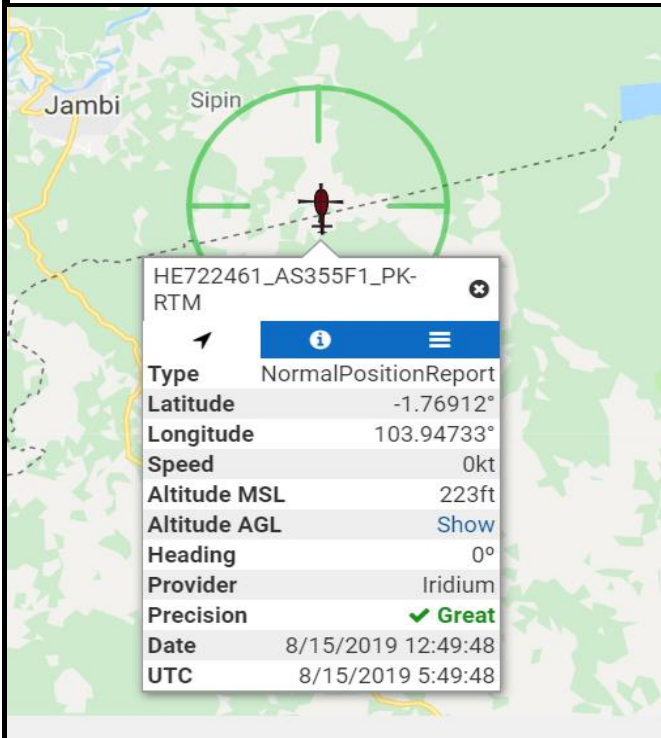 Jambi
Sipin
HE722461_AS355F1_PK-
RTM
Type NormalPositionReport
Latitude -1.76912°
Longitude 103.94733°
Speed 0kt
Altitude MSL 223ft
Altitude AGL Show
Heading 0º
Provider Iridium
Precision ✔ Great
Date 8/15/2019 12:49:48
UTC 8/15/2019 5:49:48